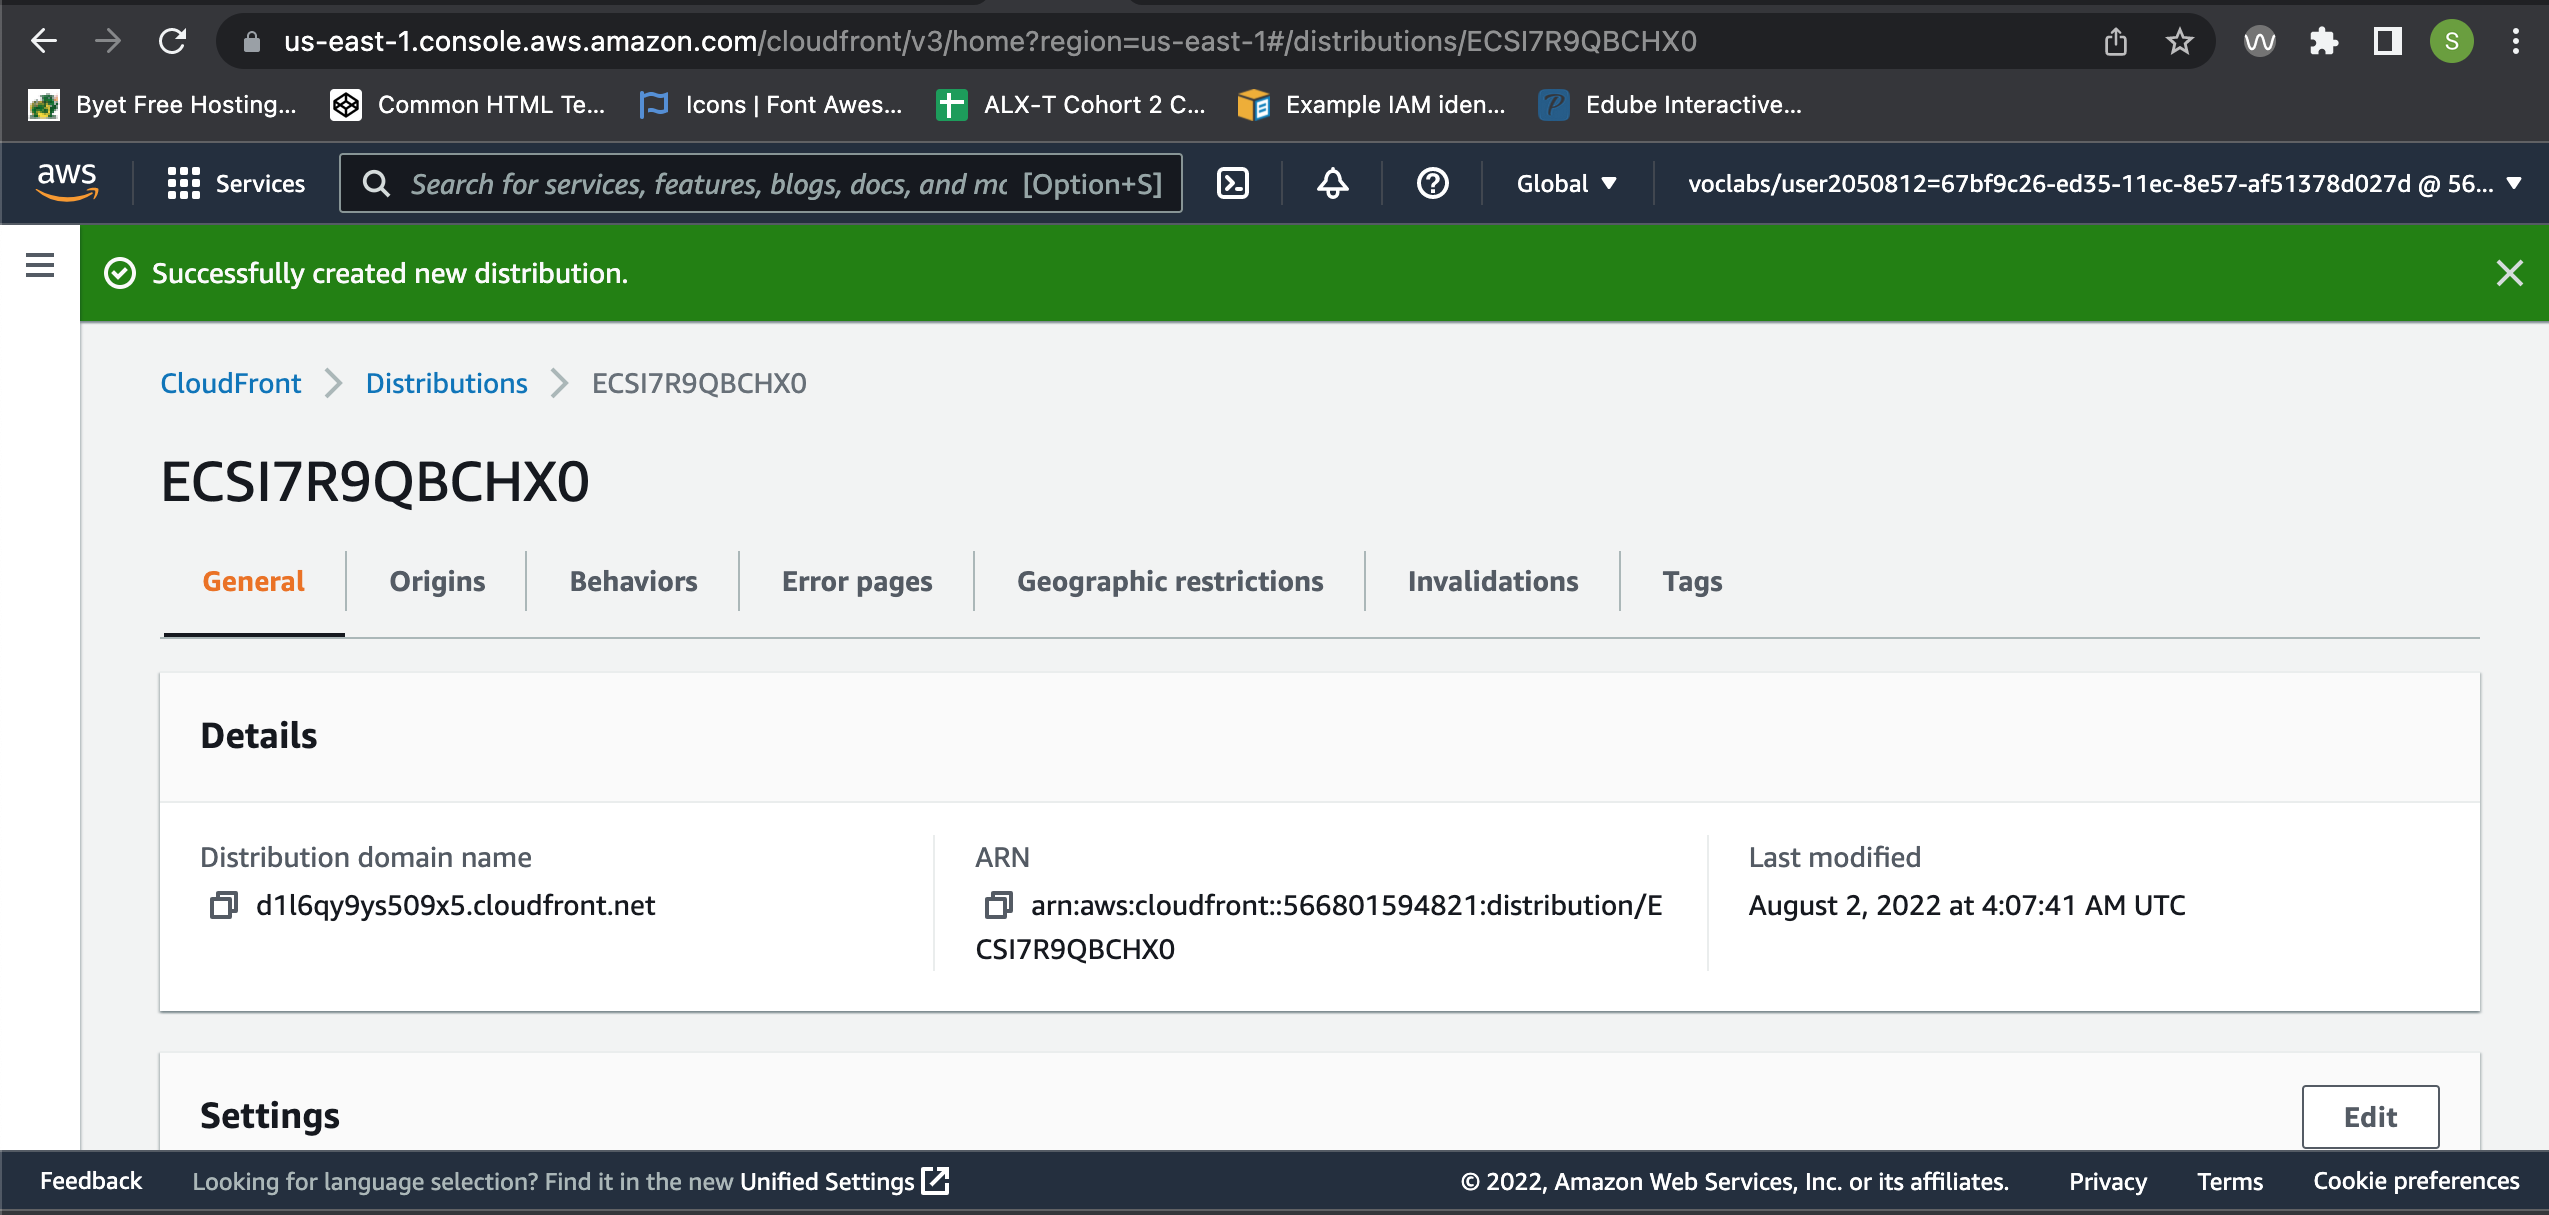 us-east-1.console.aws.amazon.com/cloudfront/v3/home?region=us-east-1#/distributions/ECSI7R9QBCHX0
S
Byet Free Hosting... Common HTML Te... Icons | Font Awes... ALX-T Cohort 2 C... Example IAM iden... Edube Interactive...
aws Services Search for services, features, blogs, docs, and mc [Option+S] Global voclabs/user2050812=67bf9c26-ed35-11ec-8e57-af51378d027d @ 56...
Successfully created new distribution.
CloudFront Distributions ECSI7R9QBCHX0
ECSI7R9QBCHX0
General Origins Behaviors Error pages Geographic restrictions Invalidations Tags
Details
Distribution domain name
d1l6qy9ys509x5.cloudfront.net
ARN
arn:aws:cloudfront::566801594821:distribution/E
CSI7R9QBCHX0
Last modified
August 2, 2022 at 4:07:41 AM UTC
Settings
Edit
Feedback Looking for language selection? Find it in the new Unified Settings © 2022, Amazon Web Services, Inc. or its affiliates. Privacy Terms Cookie preferences